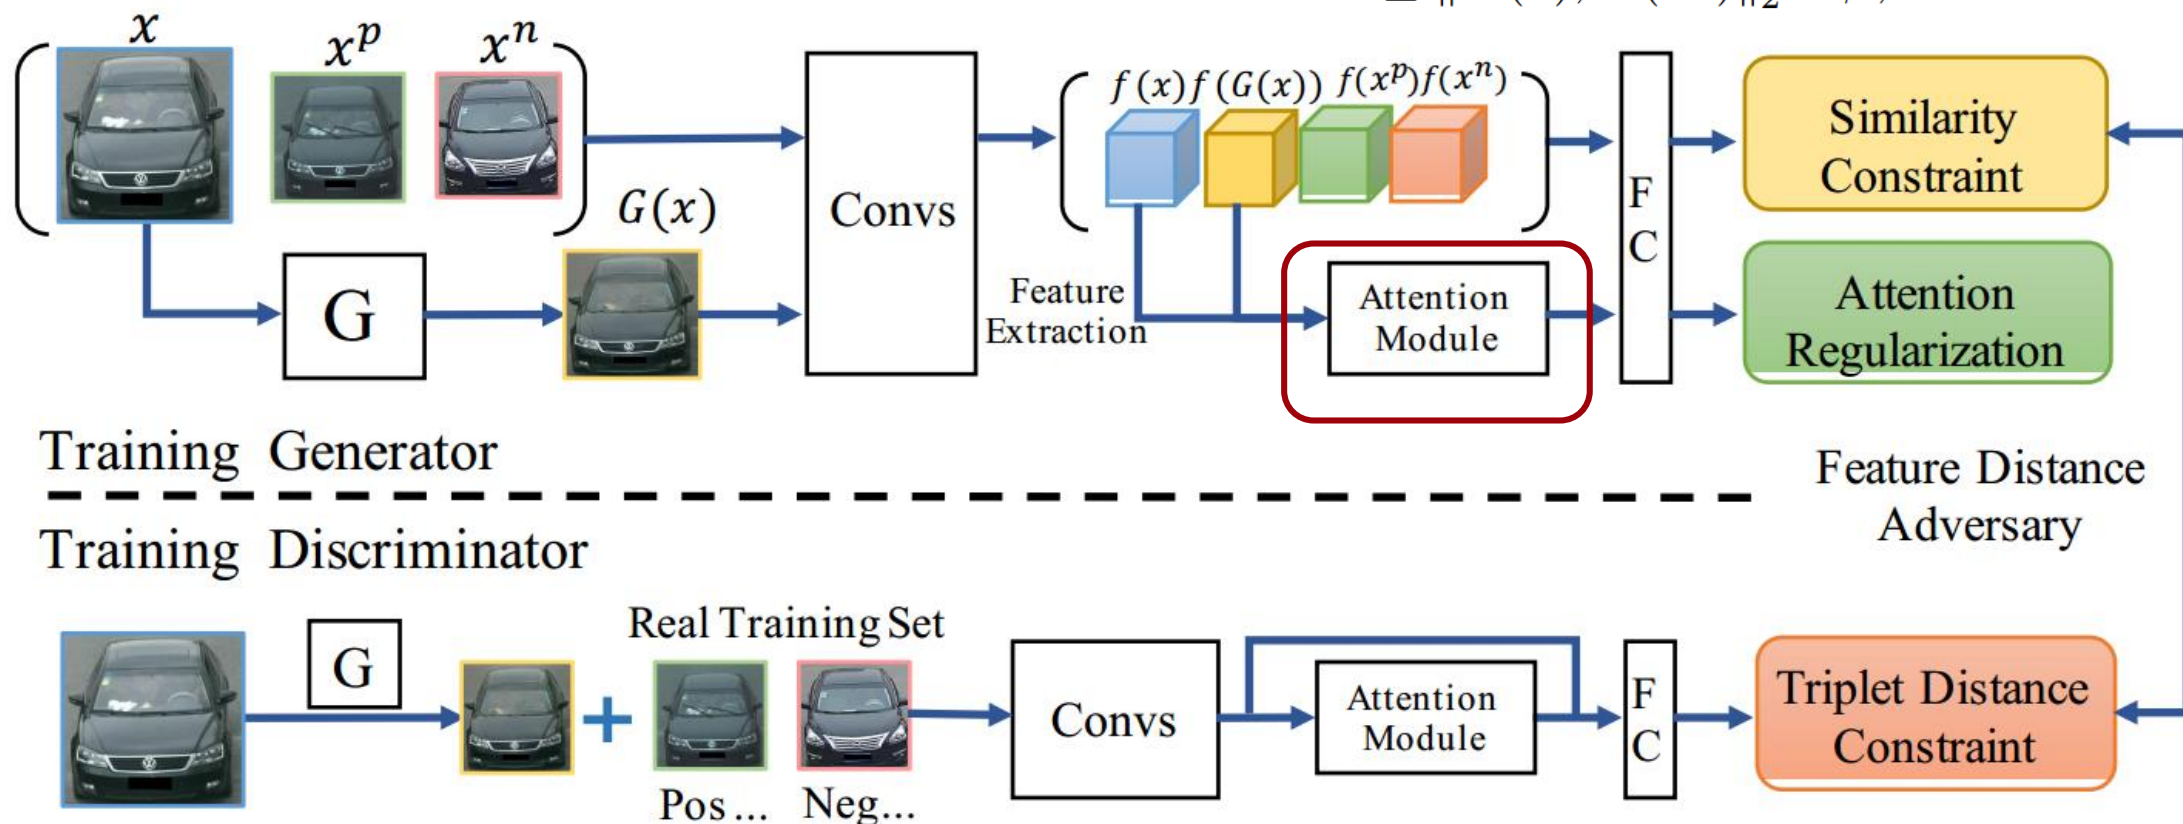 x
x^p
x^n
G(x)
G
Convs
f(x) f(G(x)) f(x^p) f(x^n)
Feature
Extraction
Attention
Module
F
C
Similarity
Constraint
Attention
Regularization
Training Generator
Feature Distance
Adversary
Training Discriminator
G
Real Training Set
+
Pos ...
Neg...
Convs
Attention
Module
F
C
Triplet Distance
Constraint